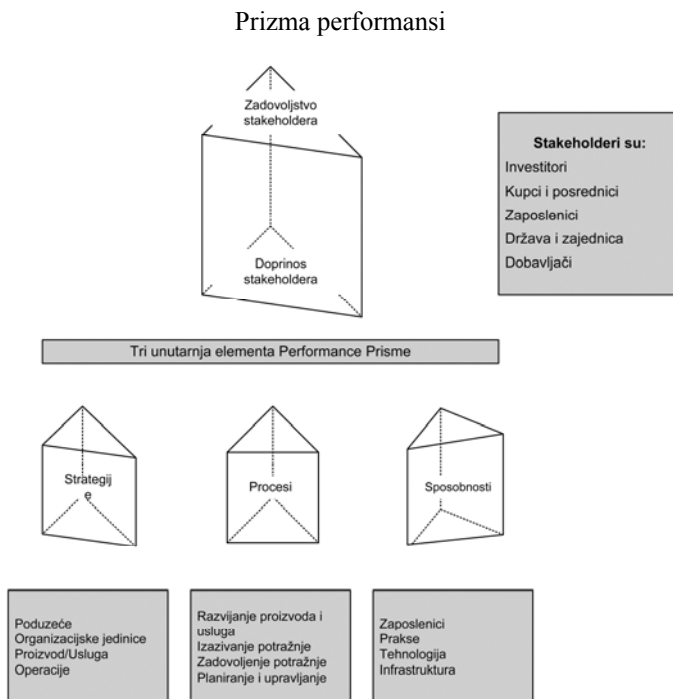 Prizma performansi
Zadovoljstvo
stakeholdera
Stakeholderi su:
Investitori
Kupci i posrednici
Zaposlenici
Država i zajednica
Dobavljači
Doprinos
stakeholdera
Tri unutarnja elementa Performance Prisme
Strategij
e
Procesi
Sposobnosti
Poduzeće
Organizacijske jedinice
Proizvod/Usluga
Operacije
Razvijanje proizvoda i
usluga
Izazivanje potražnje
Zadovoljenje potražnje
Planiranje i upravljanje
Zaposlenici
Prakse
Tehnologija
Infrastruktura